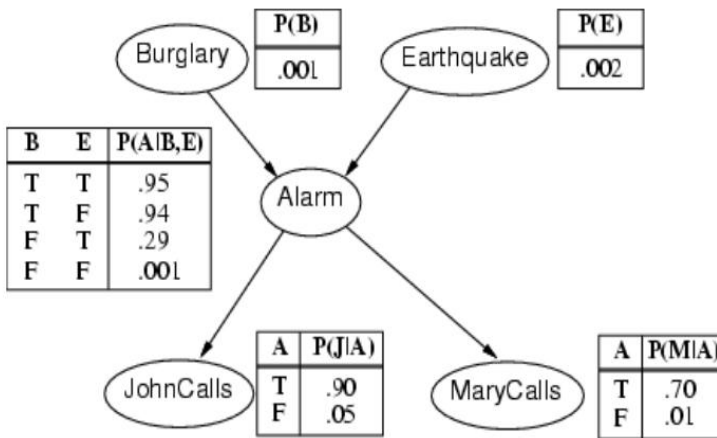 Burglary
P(B)
.001
Earthquake
P(E)
.002
B E P(A|B,E)
T T .95
T F .94
F T .29
F F .001
Alarm
JohnCalls
A P(J|A)
T .90
F .05
MaryCalls
A P(M|A)
T .70
F .01